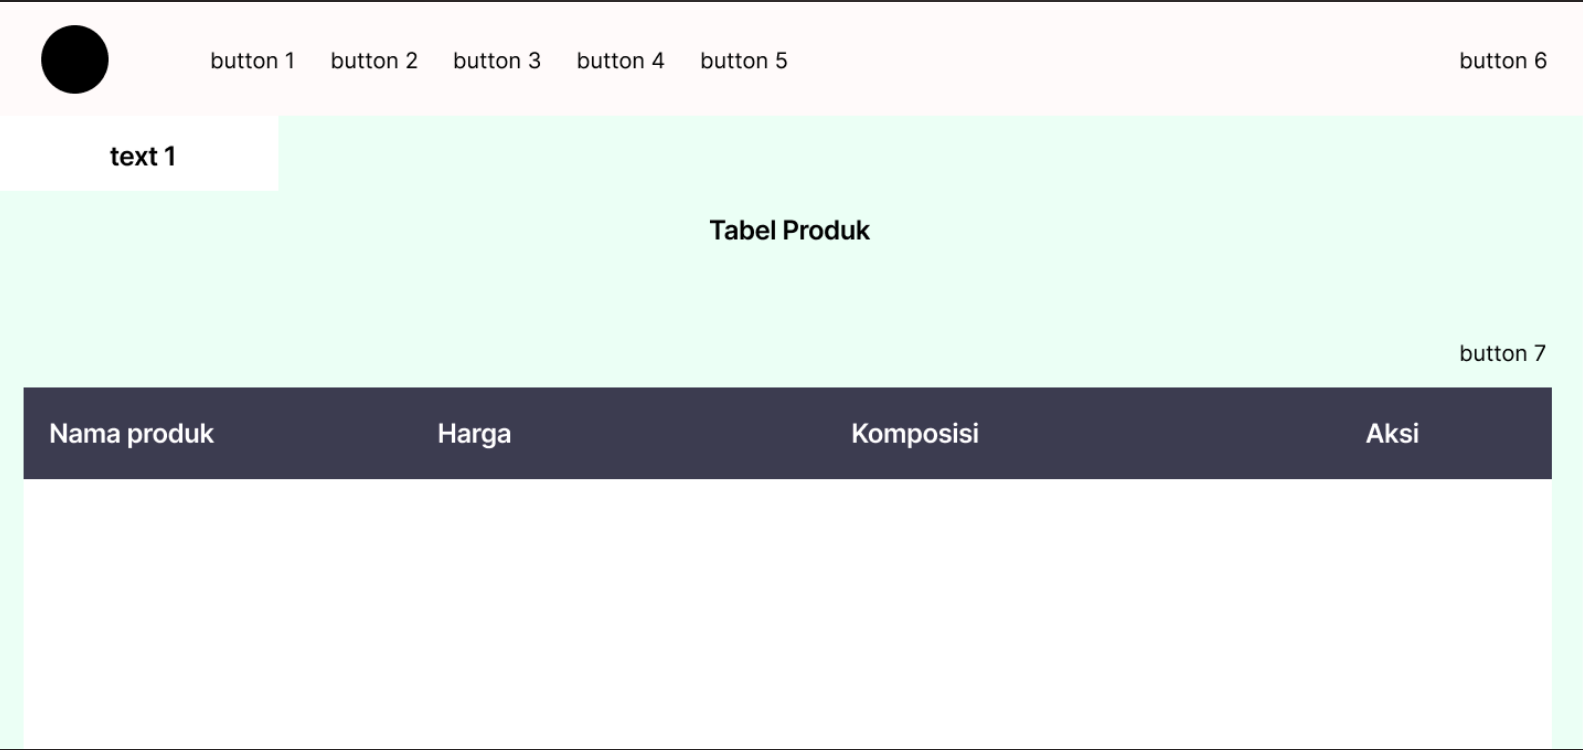 button 1 button 2 button 3 button 4 button 5 button 6
text 1
Tabel Produk
button 7
Nama produk Harga Komposisi Aksi